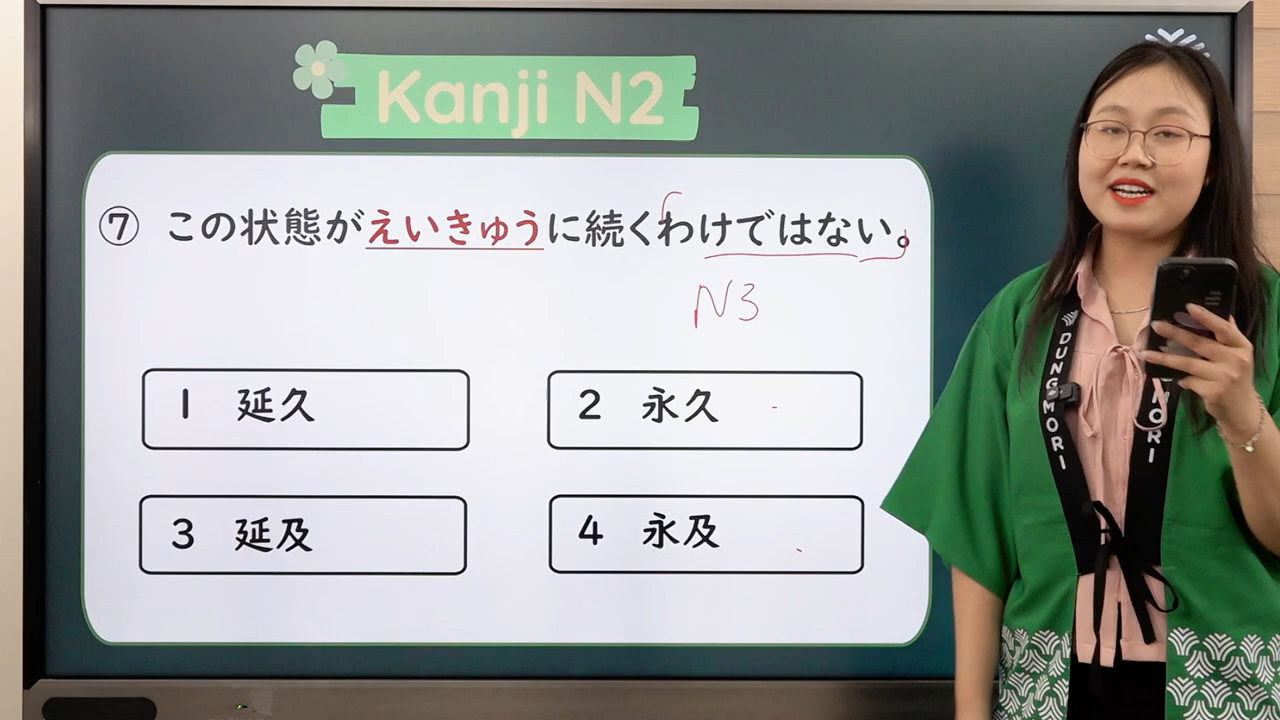 Kanji N2
⑦ この状態がえいきゅうに続くわけではない。
N3
1 延久
2 永久
3 延及
4 永及
DUNGMORI
MORI